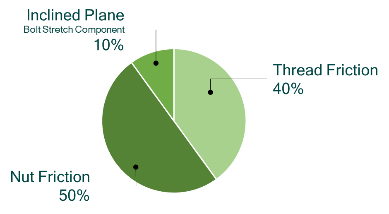 Inclined Plane
Bolt Stretch Component
10%
Thread Friction
40%
Nut Friction
50%